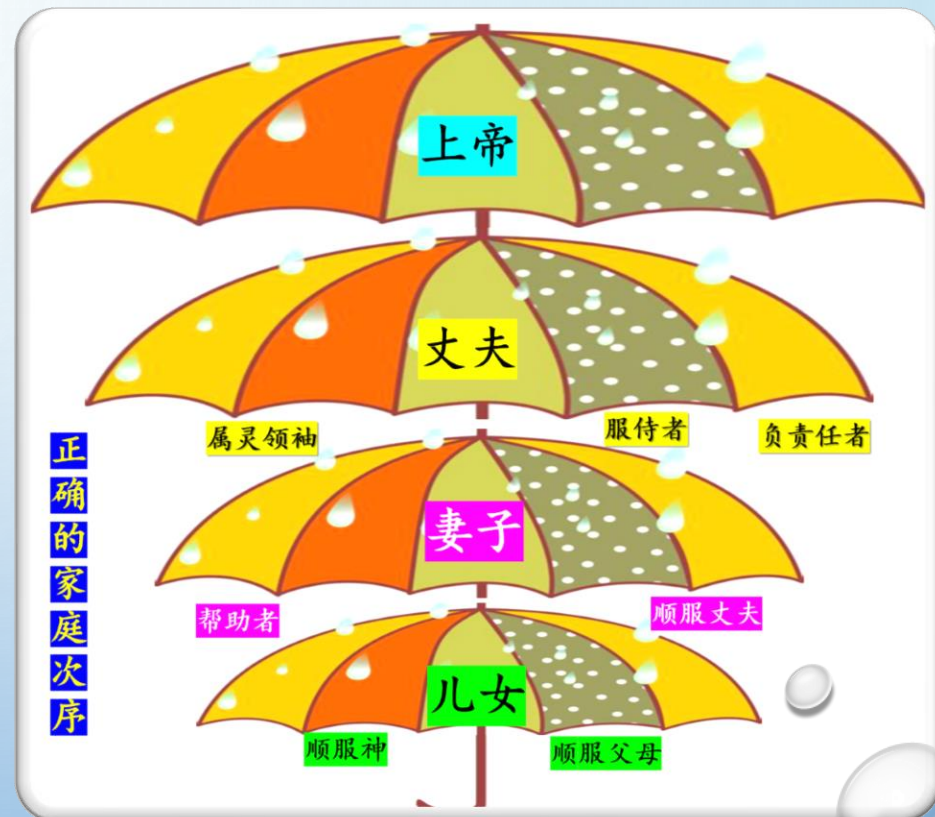 上帝
丈夫
属灵领袖
服侍者
负责任者
正确的家庭次序
妻子
帮助者
顺服丈夫
儿女
顺服神
顺服父母